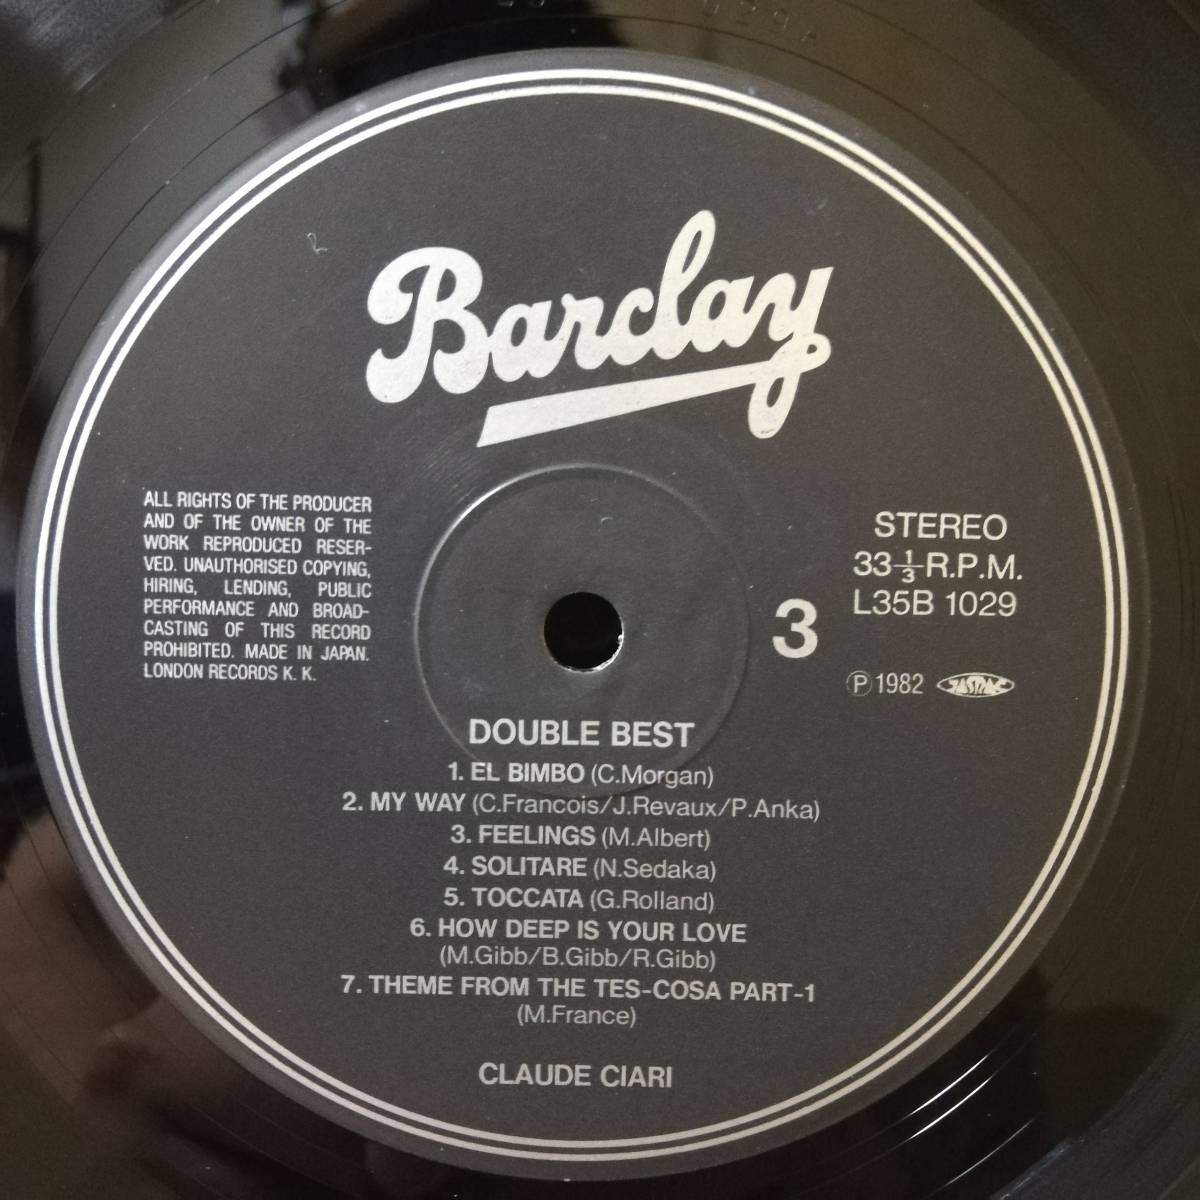 Barclay
ALL RIGHTS OF THE PRODUCER
AND OF THE OWNER OF THE
WORK REPRODUCED RESER-
VED. UNAUTHORISED COPYING,
HIRING, LENDING, PUBLIC
PERFORMANCE AND BROAD-
CASTING OF THIS RECORD
PROHIBITED. MADE IN JAPAN.
LONDON RECORDS K. K.
STEREO
33 1/3 R.P.M.
L35B 1029
3
Ⓟ 1982 JASRAC
DOUBLE BEST
1. EL BIMBO (C.Morgan)
2. MY WAY (C.Francois/J.Revaux/P.Anka)
3. FEELINGS (M.Albert)
4. SOLITARE (N.Sedaka)
5. TOCCATA (G.Rolland)
6. HOW DEEP IS YOUR LOVE
(M.Gibb/B.Gibb/R.Gibb)
7. THEME FROM THE TES-COSA PART-1
(M.France)
CLAUDE CIARI